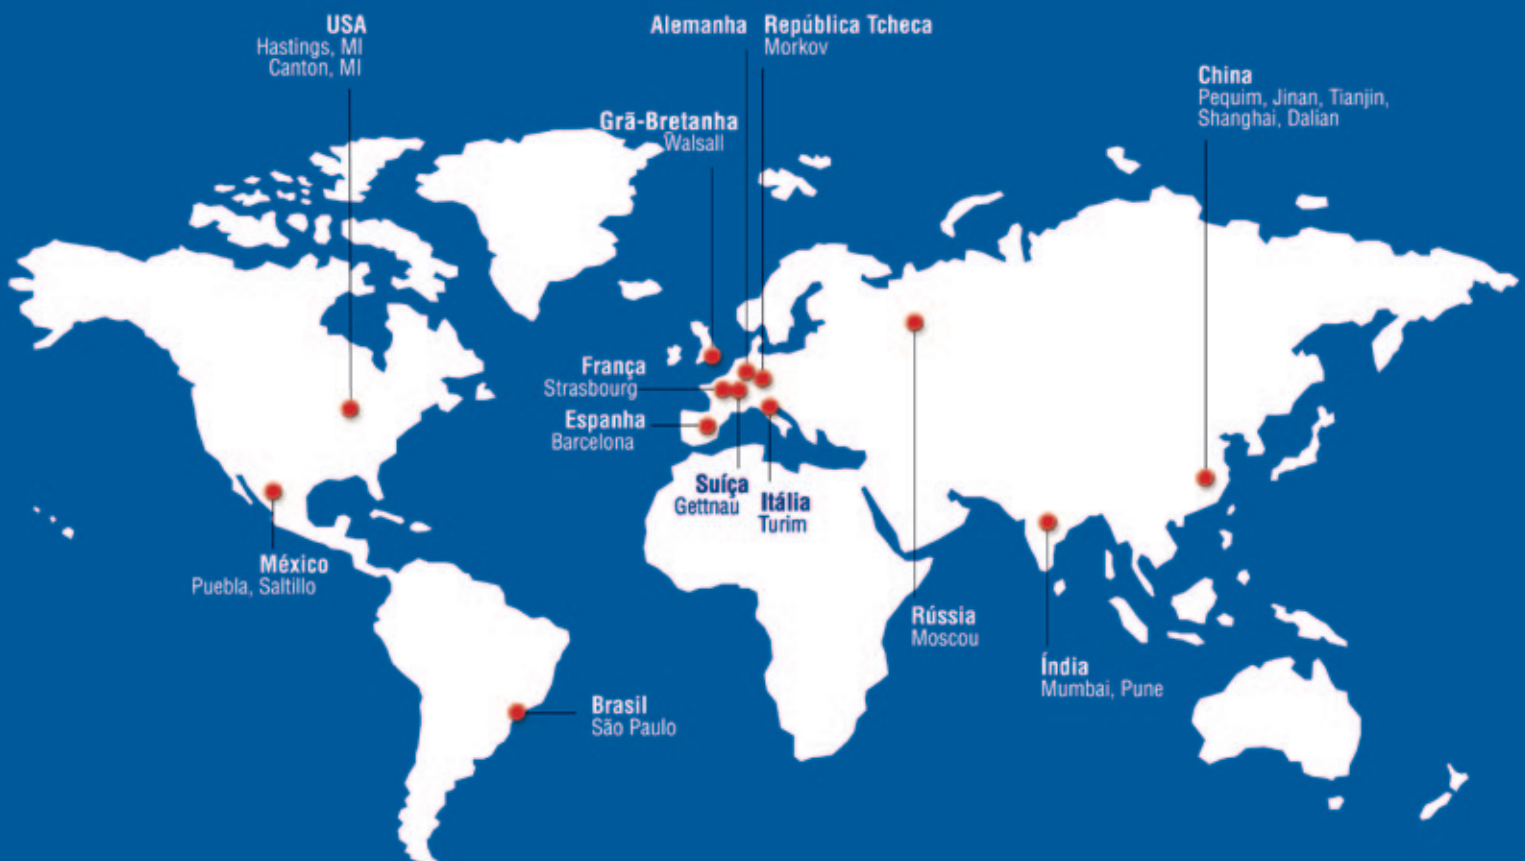 USA
Hastings, MI
Canton, MI
Alemanha
República Tcheca
Morkov
China
Pequim, Jinan, Tianjin,
Shanghai, Dalian
Grã-Bretanha
Walsall
França
Strasbourg
Espanha
Barcelona
Suíça
Gettnau
Itália
Turim
México
Puebla, Saltillo
Rússia
Moscou
Índia
Mumbai, Pune
Brasil
São Paulo